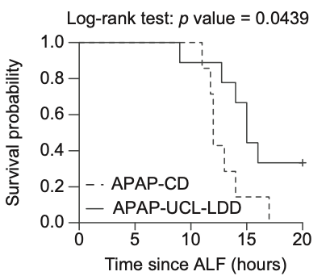 Log-rank test: p value = 0.0439
Survival probability
1.0
0.8
0.6
0.4
0.2
0.0
APAP-CD
APAP-UCL-LDD
0 5 10 15 20
Time since ALF (hours)